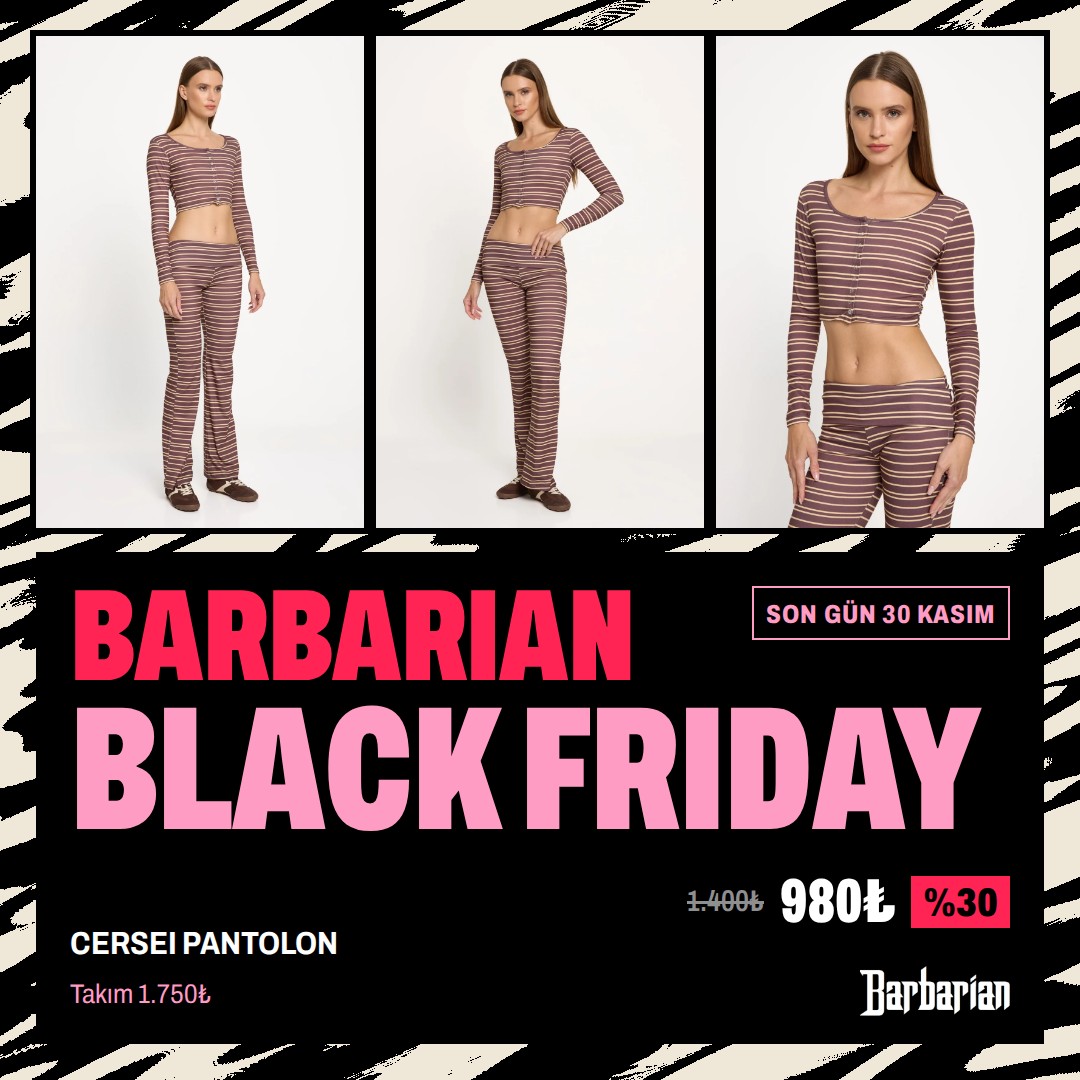 BARBARIAN
SON GÜN 30 KASIM
BLACK FRIDAY
1.400₺ 980₺ %30
CERSEI PANTOLON
Takım 1.750₺
Barbarian